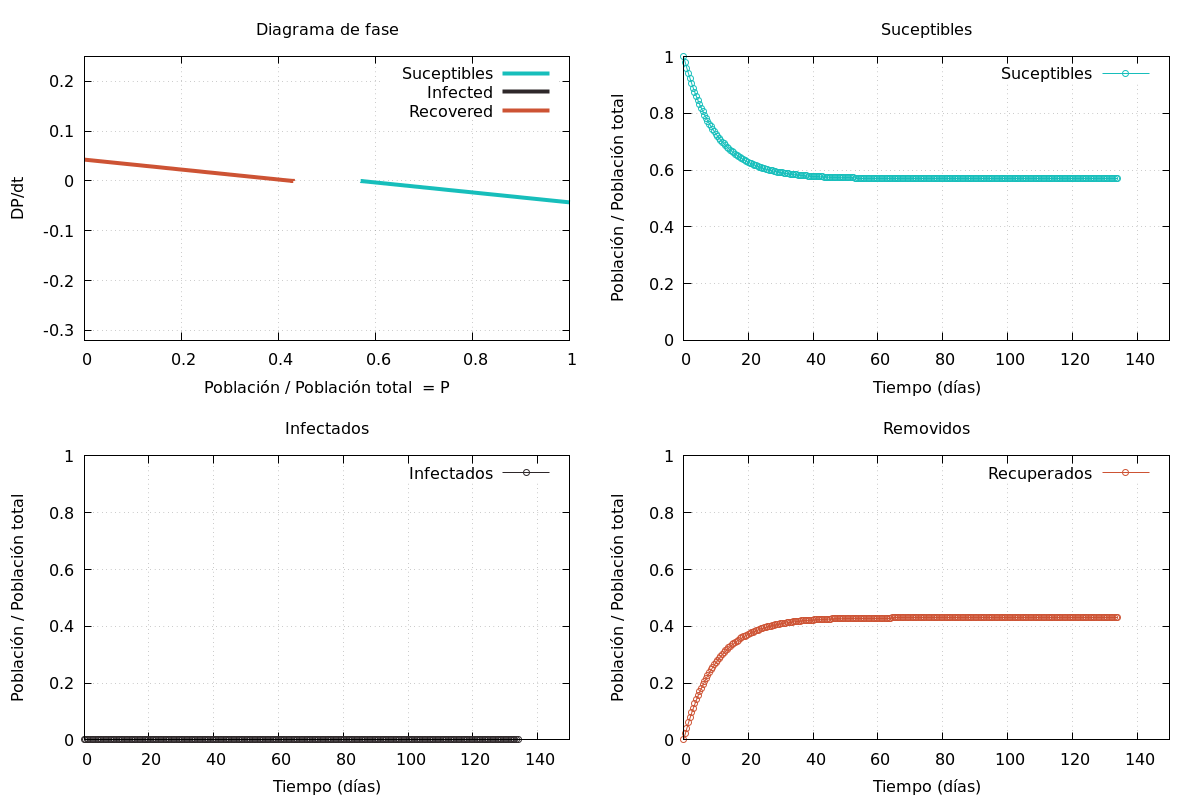 Diagrama de fase
Suceptibles
Infected
Recovered
0.2
0.1
0
-0.1
-0.2
-0.3
DP/dt
0 0.2 0.4 0.6 0.8 1
Población / Población total = P
Suceptibles
Suceptibles
1
0.8
0.6
0.4
0.2
0
Población / Población total
0 20 40 60 80 100 120 140
Tiempo (días)
Infectados
Infectados
1
0.8
0.6
0.4
0.2
0
Población / Población total
0 20 40 60 80 100 120 140
Tiempo (días)
Removidos
Recuperados
1
0.8
0.6
0.4
0.2
0
Población / Población total
0 20 40 60 80 100 120 140
Tiempo (días)